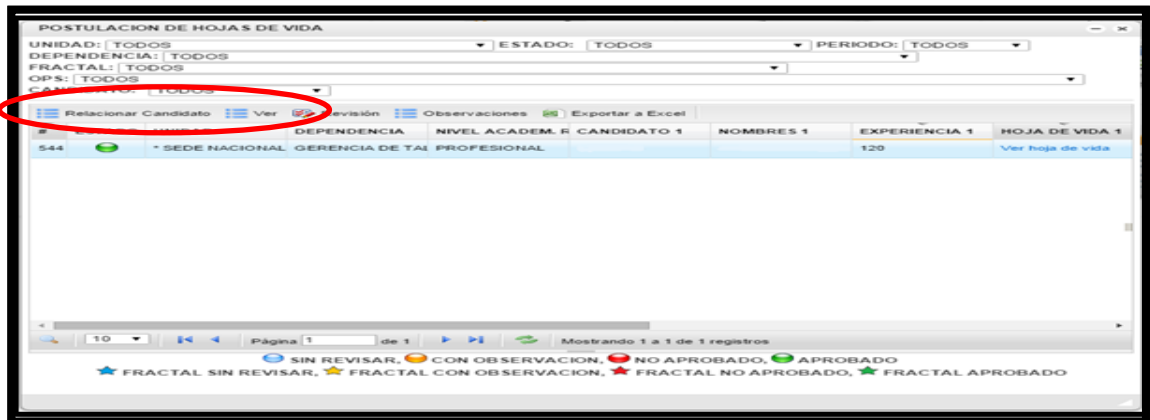 POSTULACION DE HOJAS DE VIDA
UNIDAD: TODOS ESTADO: TODOS PERIODO: TODOS
DEPENDENCIA: TODOS
FRACTAL: TODOS
OPS: TODOS
CANDIDATO: TODOS
Relacionar Candidato Ver Revisión Observaciones Exportar a Excel
# ESTADO UNIDAD DEPENDENCIA NIVEL ACADEM. R CANDIDATO 1 NOMBRES 1 EXPERIENCIA 1 HOJA DE VIDA 1
544 * SEDE NACIONAL GERENCIA DE TAL PROFESIONAL 120 Ver hoja de vida
10 Página 1 de 1 Mostrando 1 a 1 de 1 registros
SIN REVISAR, CON OBSERVACION, NO APROBADO, APROBADO
FRACTAL SIN REVISAR, FRACTAL CON OBSERVACION, FRACTAL NO APROBADO, FRACTAL APROBADO